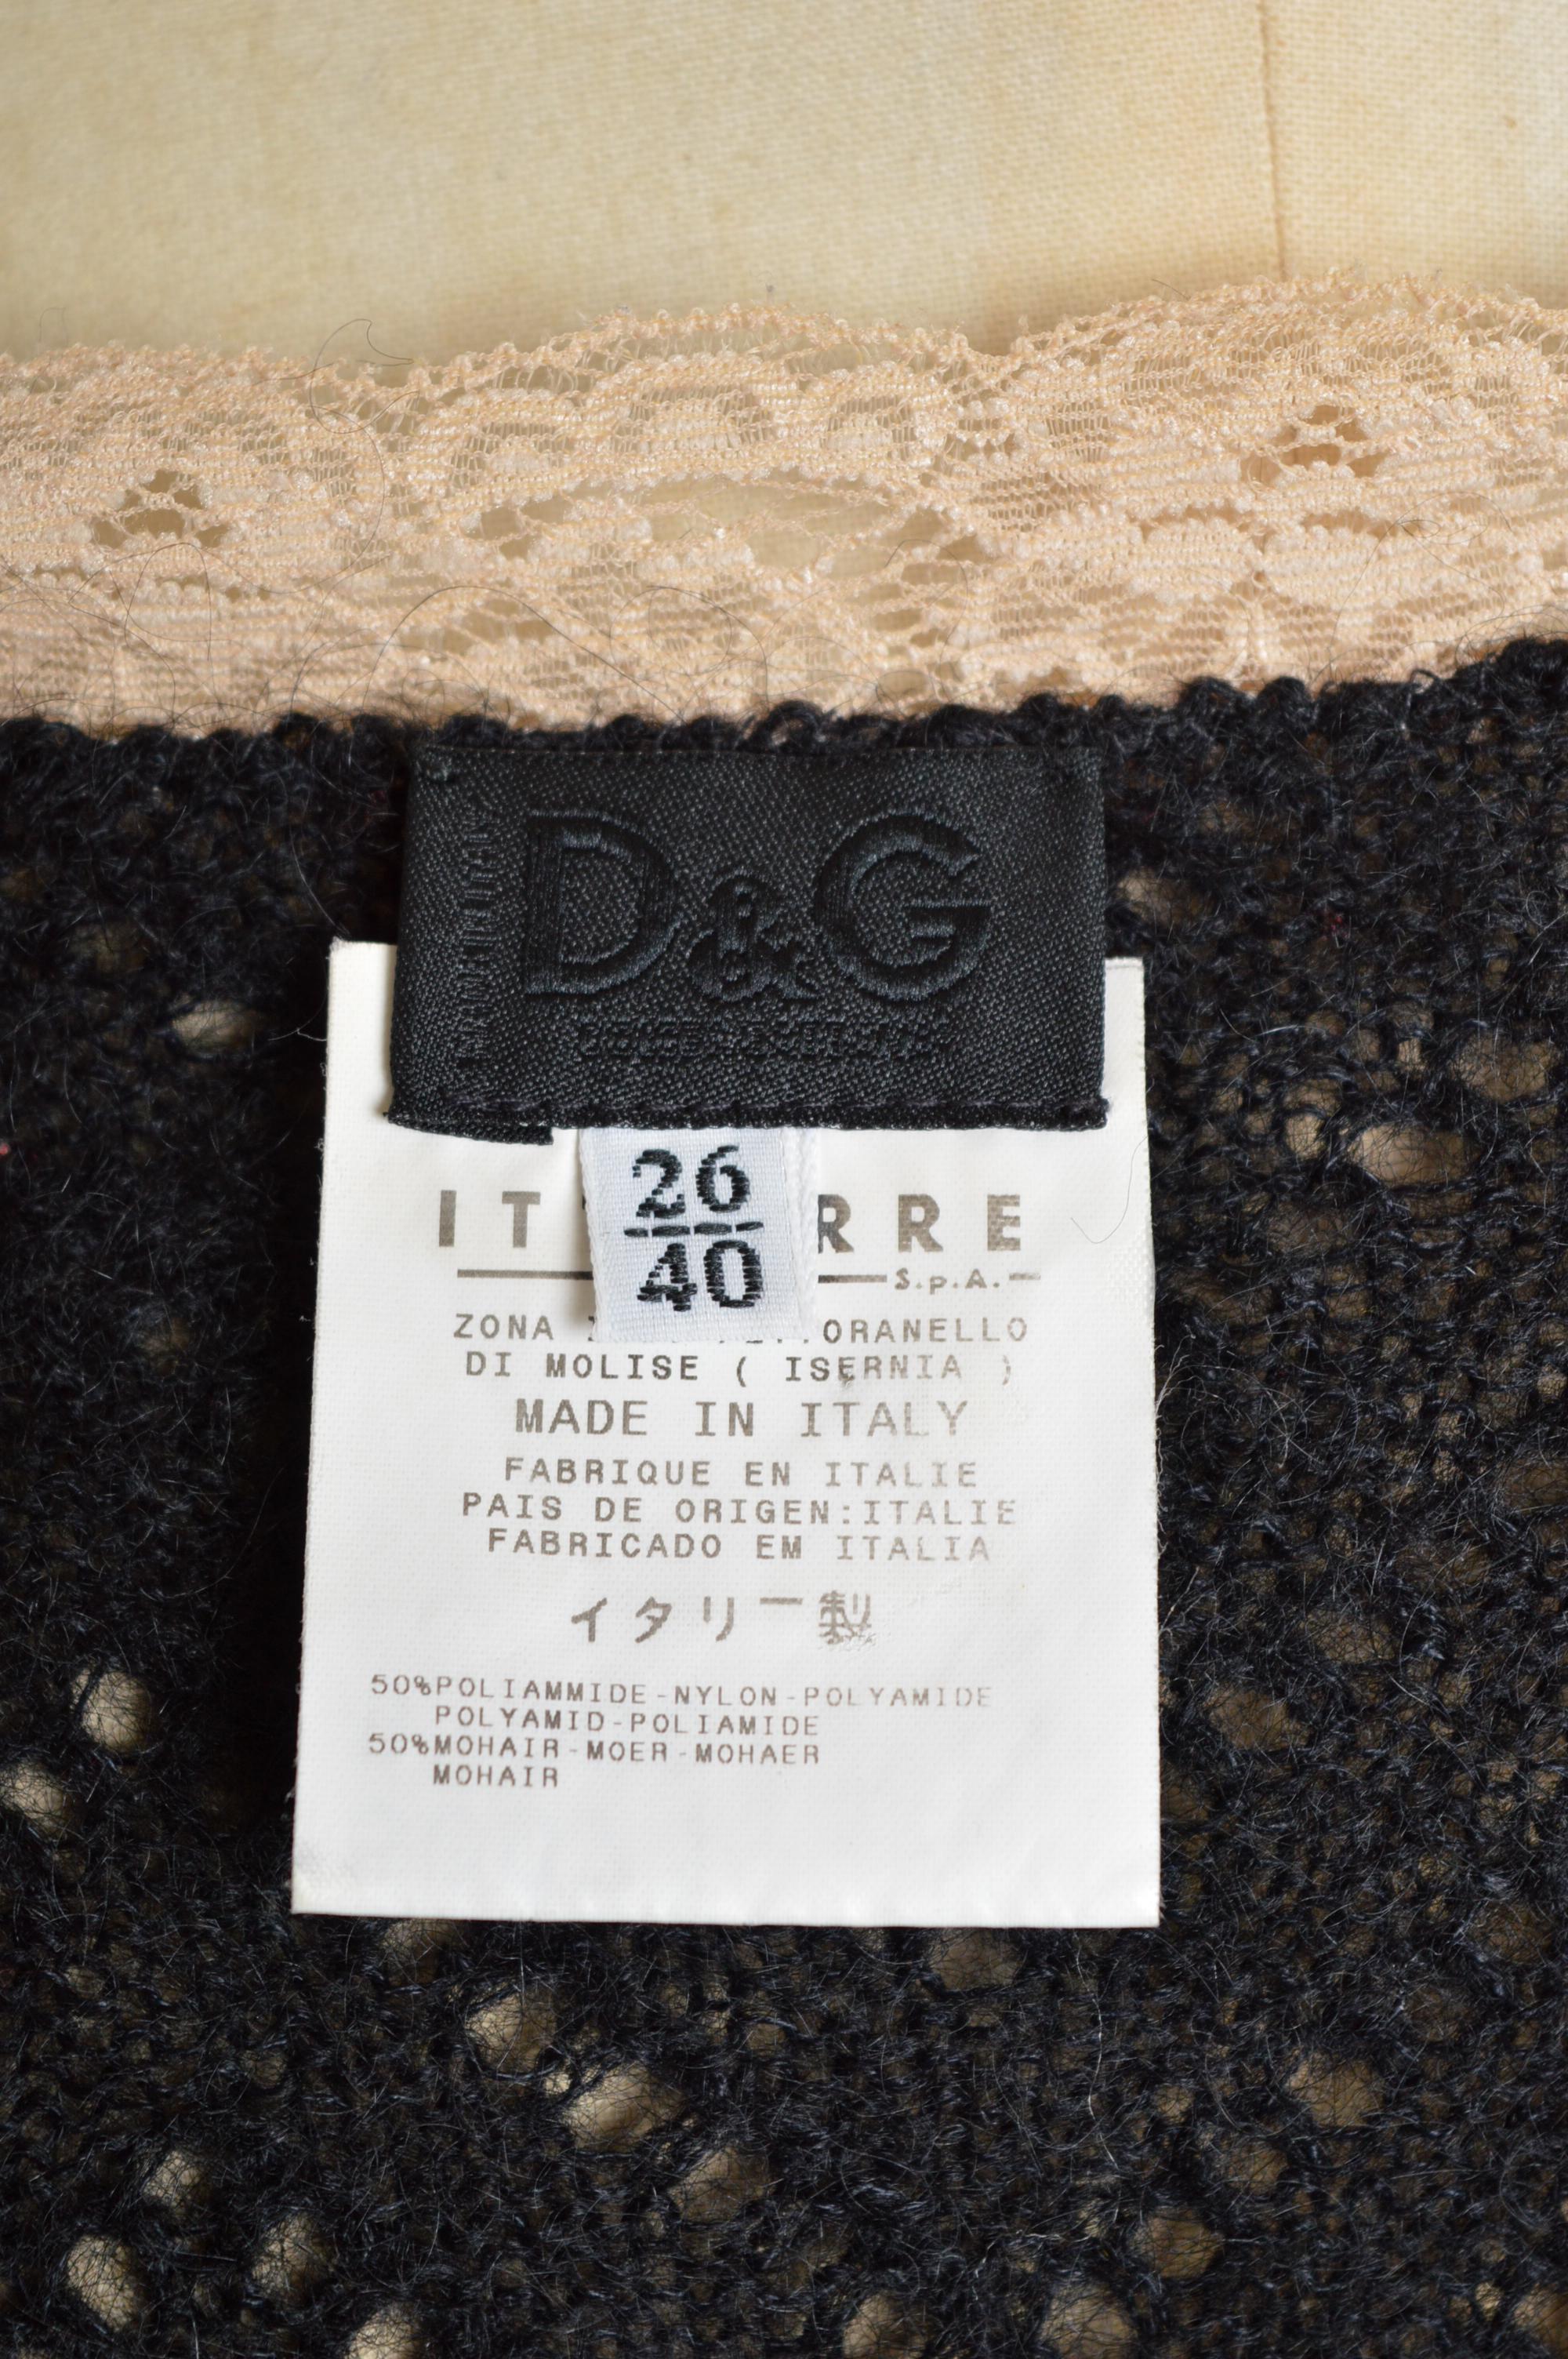 D&G
26
40
IT RRE
S.p.A.
ZONA ORANELLO
DI MOLISE ( ISERNIA )
MADE IN ITALY
FABRIQUE EN ITALIE
PAIS DE ORIGEN:ITALIE
FABRICADO EM ITALIA
イタリー製
50%POLIAMMIDE-NYLON-POLYAMIDE
POLYAMID-POLIAMIDE
50%MOHAIR-MOER-MOHAER
MOHAIR